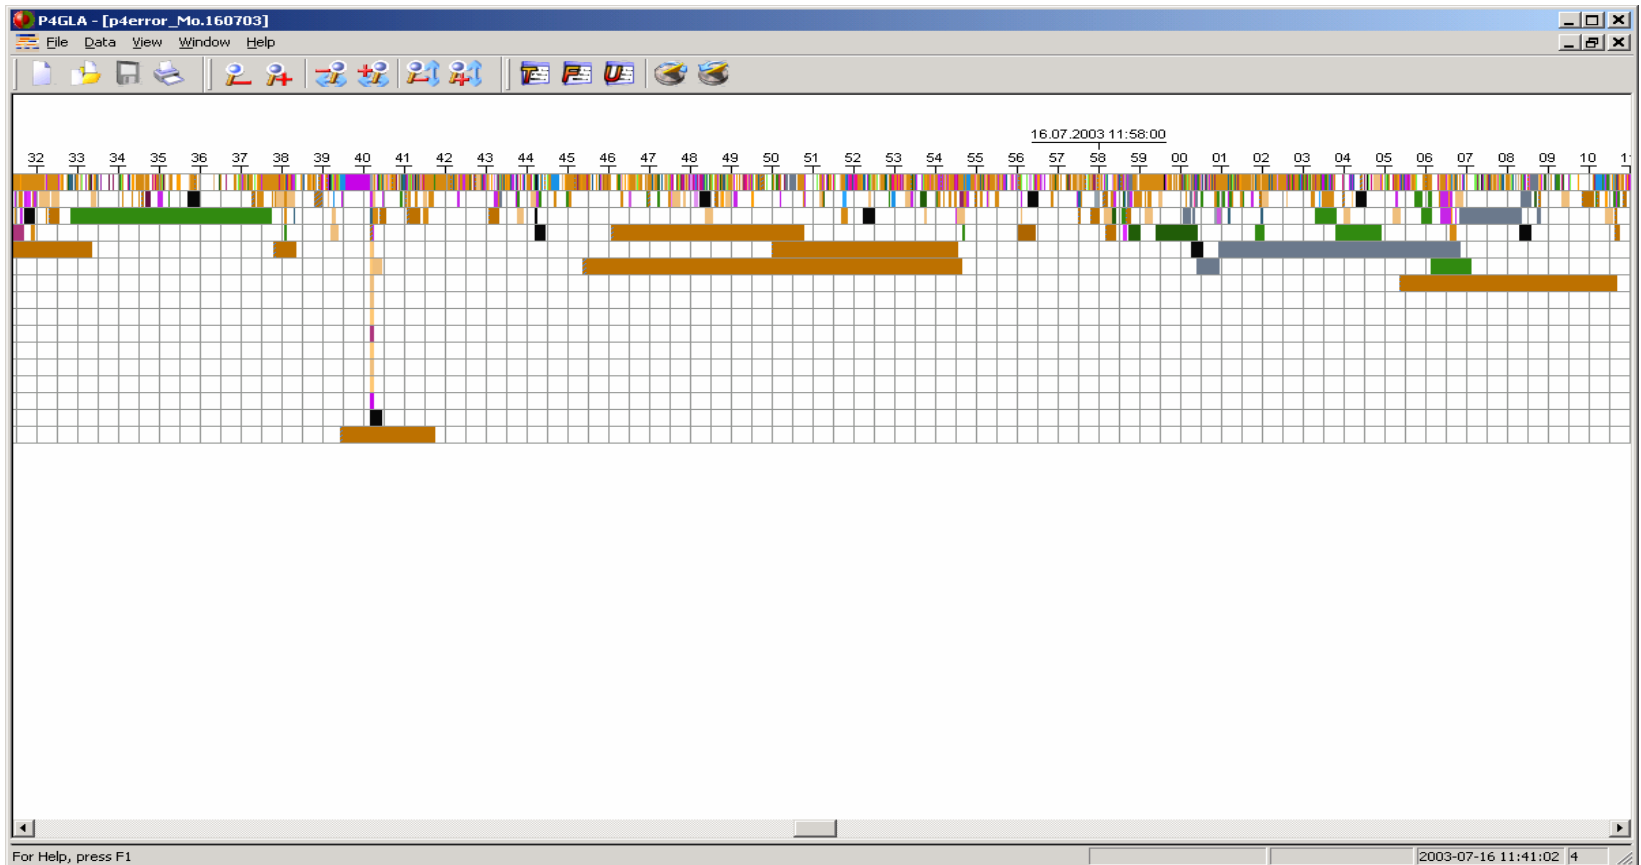 P4GLA - [p4error_Mo.160703]
File Data View Window Help
16.07.2003 11:58:00
32 33 34 35 36 37 38 39 40 41 42 43 44 45 46 47 48 49 50 51 52 53 54 55 56 57 58 59 00 01 02 03 04 05 06 07 08 09 10 1
For Help, press F1 2003-07-16 11:41:02 4